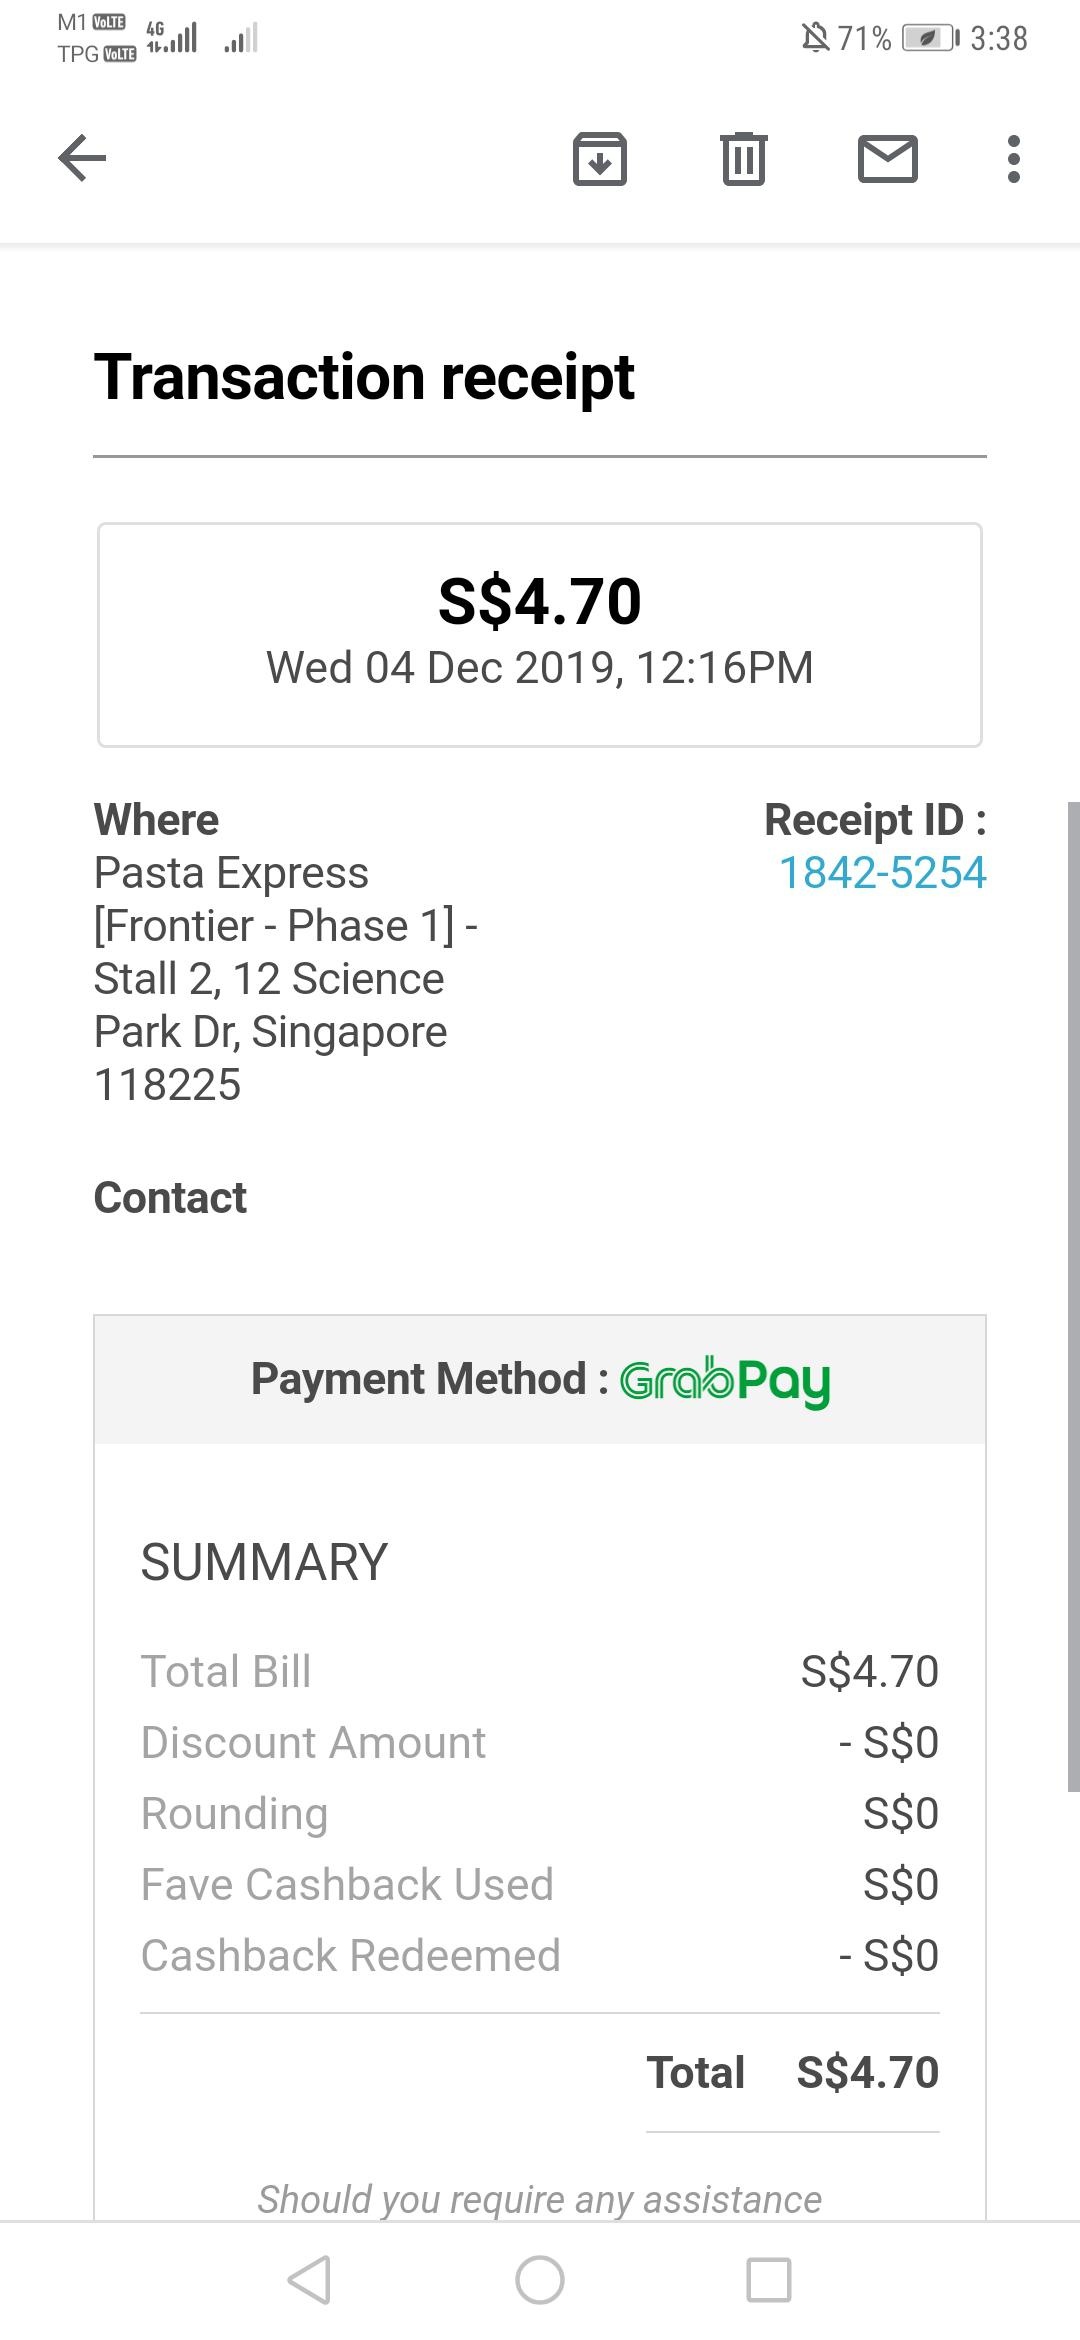 M1 VoLTE 4G 71% 3:38
TPG VoLTE
Transaction receipt
S$4.70
Wed 04 Dec 2019, 12:16PM
Where
Pasta Express
[Frontier - Phase 1] -
Stall 2, 12 Science
Park Dr, Singapore
118225
Receipt ID :
1842-5254
Contact
Payment Method : GrabPay
SUMMARY
Total Bill S$4.70
Discount Amount - S$0
Rounding S$0
Fave Cashback Used S$0
Cashback Redeemed - S$0
Total S$4.70
Should you require any assistance